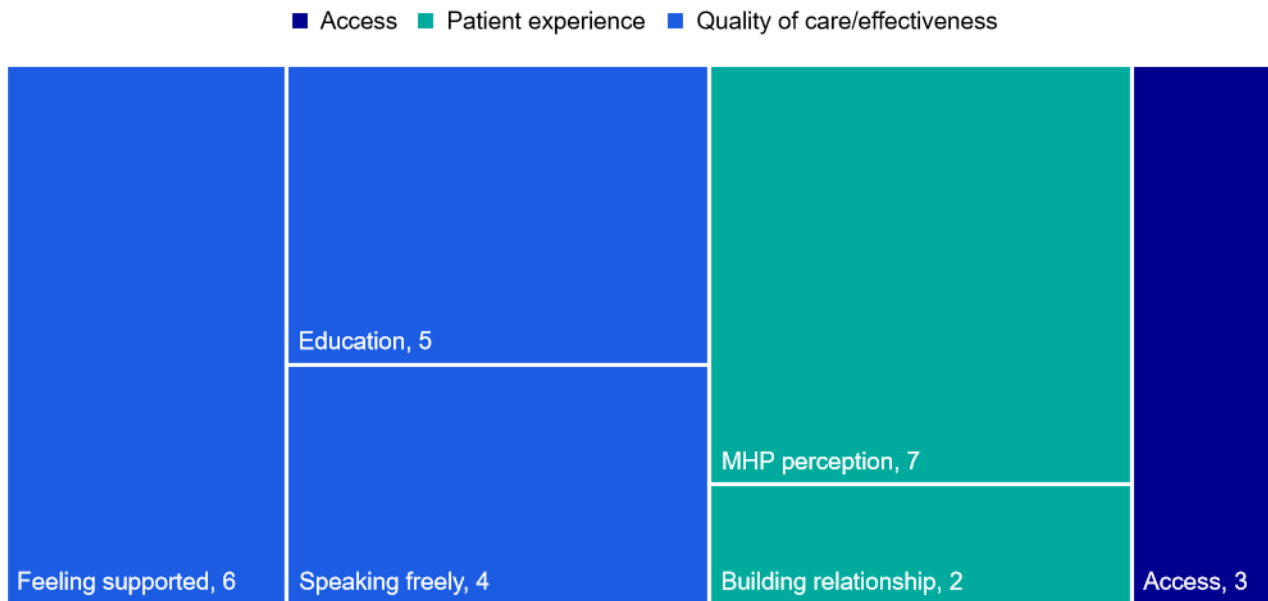 Access Patient experience Quality of care/effectiveness
Education, 5
MHP perception, 7
Feeling supported, 6
Speaking freely, 4
Building relationship, 2
Access, 3